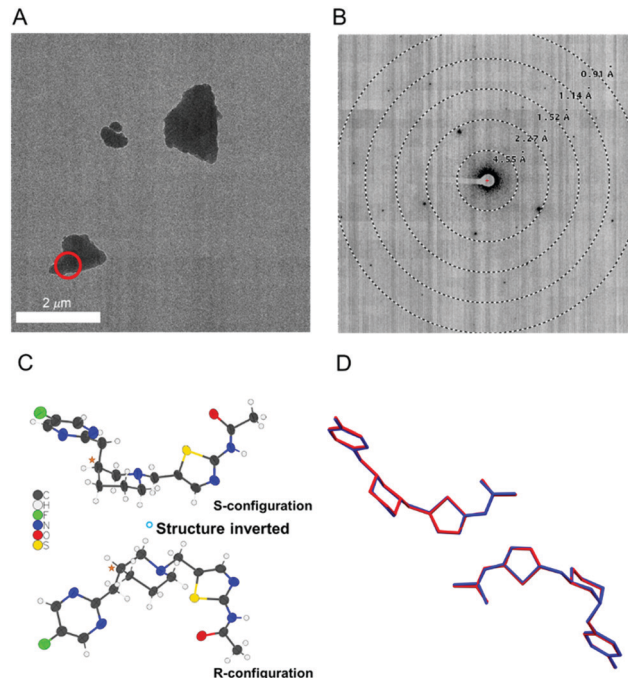 A
B
2 μm
0.91 Å
1.14 Å
1.52 Å
2.27 Å
4.55 Å
C
D
C
H
F
N
O
S
S-configuration
Structure inverted
R-configuration